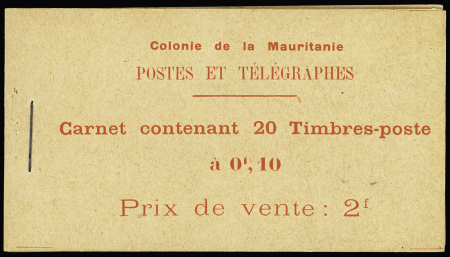 Colonie de la Mauritanie
POSTES ET TÉLÉGRAPHES
Carnet contenant 20 Timbres-poste
à 0ᶠ, 10
Prix de vente : 2ᶠ